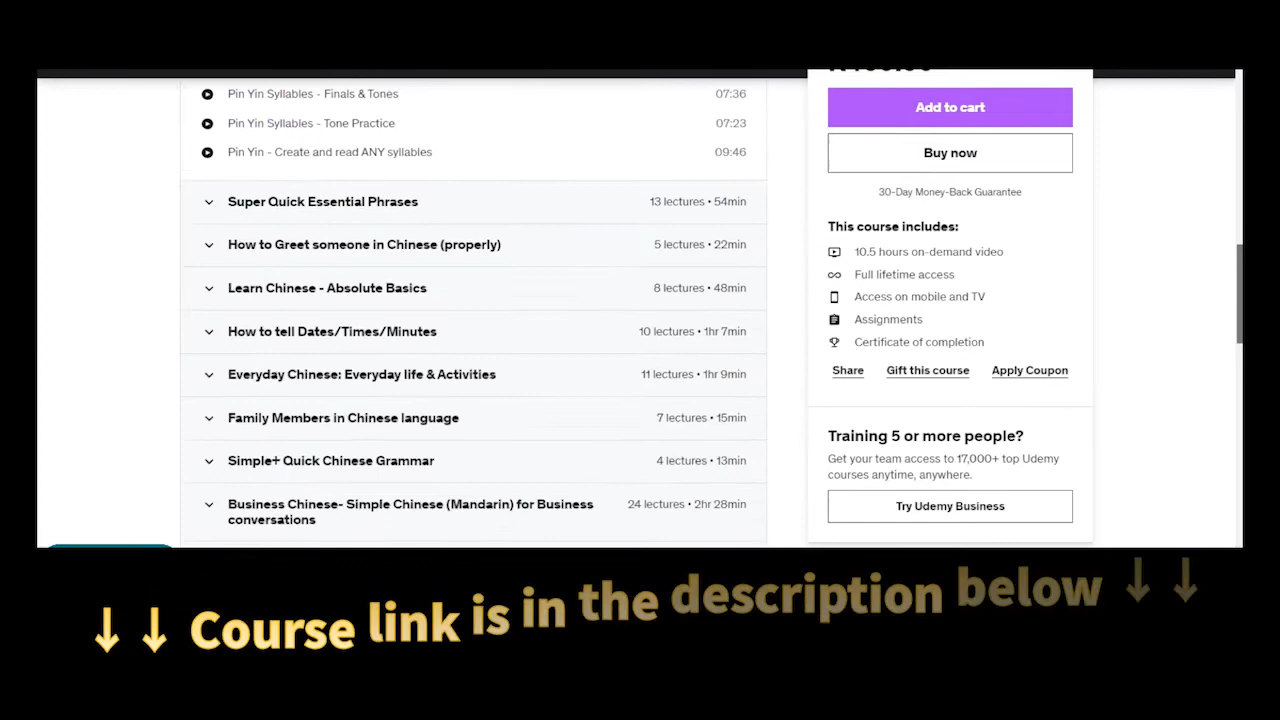 Pin Yin Syllables - Finals & Tones 07:36
Pin Yin Syllables - Tone Practice 07:23
Pin Yin - Create and read ANY syllables 09:46
Super Quick Essential Phrases 13 lectures • 54min
How to Greet someone in Chinese (properly) 5 lectures • 22min
Learn Chinese - Absolute Basics 8 lectures • 48min
How to tell Dates/Times/Minutes 10 lectures • 1hr 7min
Everyday Chinese: Everyday life & Activities 11 lectures • 1hr 9min
Family Members in Chinese language 7 lectures • 15min
Simple+ Quick Chinese Grammar 4 lectures • 13min
Business Chinese- Simple Chinese (Mandarin) for Business 24 lectures • 2hr 28min
conversations
Add to cart
Buy now
30-Day Money-Back Guarantee
This course includes:
10.5 hours on-demand video
Full lifetime access
Access on mobile and TV
Assignments
Certificate of completion
Share Gift this course Apply Coupon
Training 5 or more people?
Get your team access to 17,000+ top Udemy
courses anytime, anywhere.
Try Udemy Business
↓↓ Course link is in the description below ↓↓